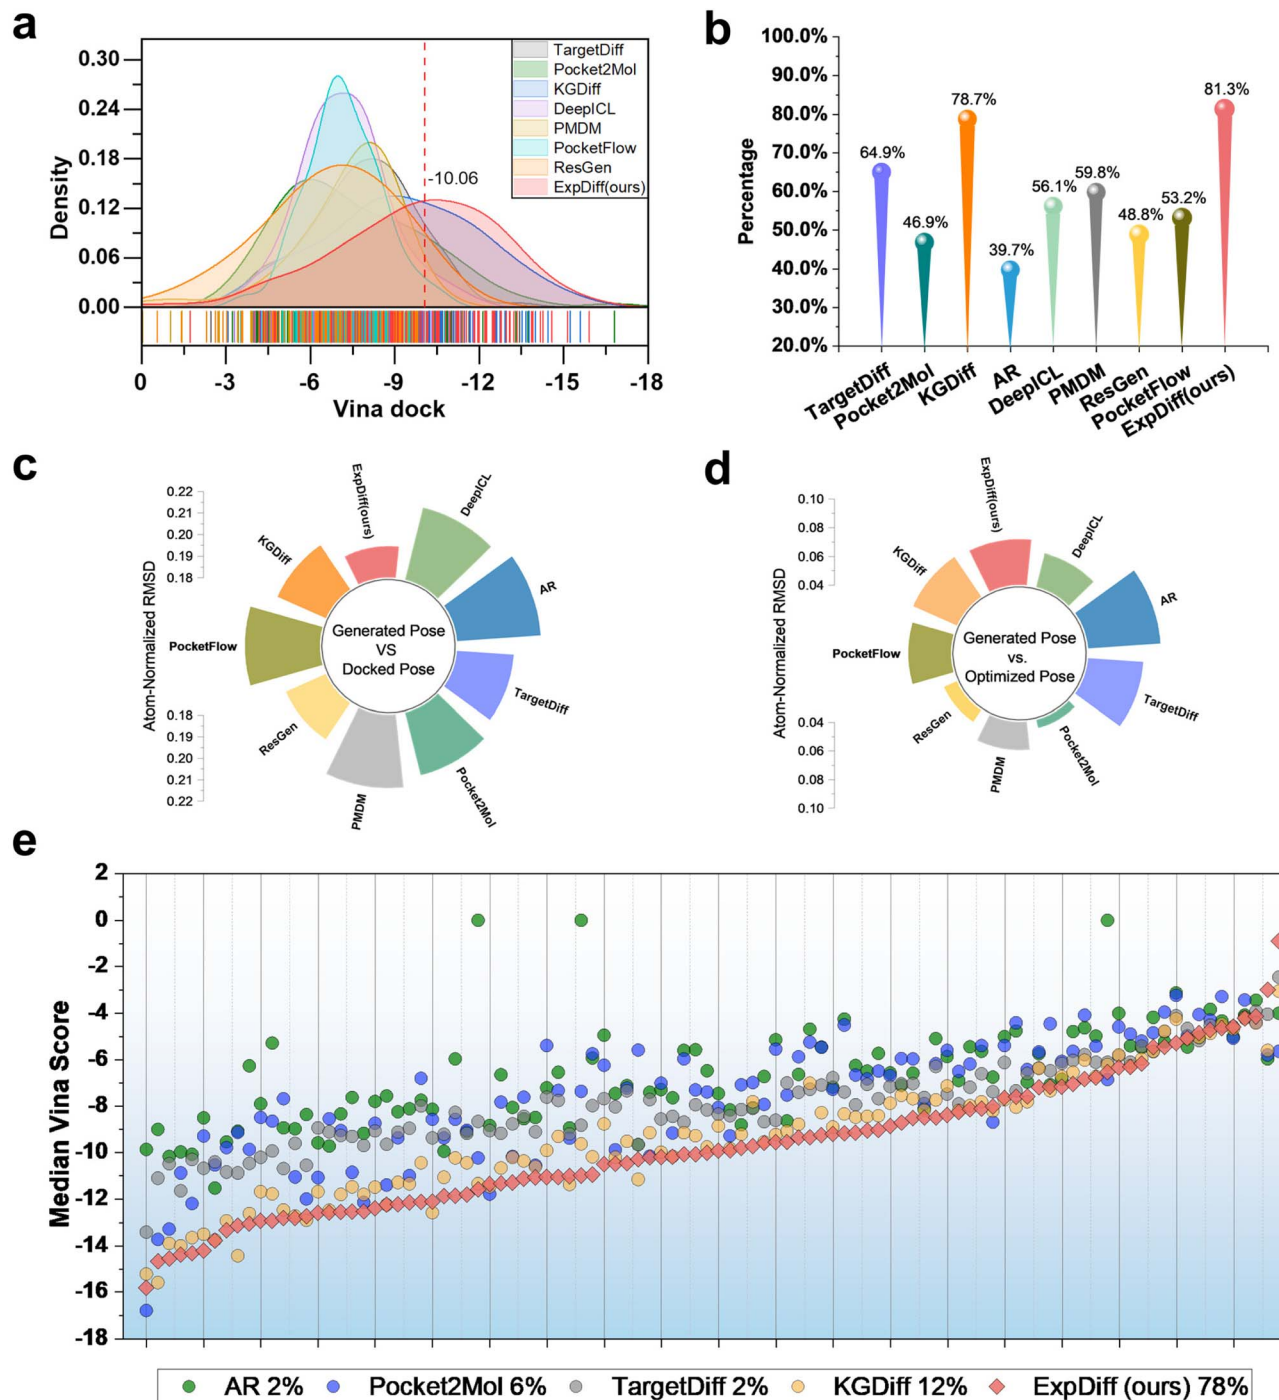 a
0.30
0.24
0.18
0.12
0.06
0.00
Density
TargetDiff
Pocket2Mol
KGDiff
DeepICL
PMDM
PocketFlow
ResGen
ExpDiff(ours)
-10.06
0
-3
-6
-9
-12
-15
-18
Vina dock
b
100.0%
90.0%
80.0%
70.0%
60.0%
50.0%
40.0%
30.0%
20.0%
Percentage
64.9%
46.9%
78.7%
39.7%
56.1%
59.8%
48.8%
53.2%
81.3%
TargetDiff
Pocket2Mol
KGDiff
AR
DeepICL
PMDM
ResGen
PocketFlow
ExpDiff(ours)
c
0.22
0.20
0.20
0.19
0.18
0.18
0.19
0.20
0.21
0.22
Atom-Normalized RMSD
Generated Pose
VS
Docked Pose
ExpDiff(ours)
DeepICL
AR
TargetDiff
Pocket2Mol
PMDM
ResGen
PocketFlow
KGDiff
d
0.10
0.08
0.06
0.04
0.04
0.06
0.08
0.10
Atom-Normalized RMSD
Generated Pose
vs.
Optimized Pose
ExpDiff(ours)
DeepICL
AR
TargetDiff
Pocket2Mol
PMDM
ResGen
PocketFlow
KGDiff
e
2
0
-2
-4
-6
-8
-10
-12
-14
-16
-18
Median Vina Score
AR 2%
Pocket2Mol 6%
TargetDiff 2%
KGDiff 12%
ExpDiff (ours) 78%